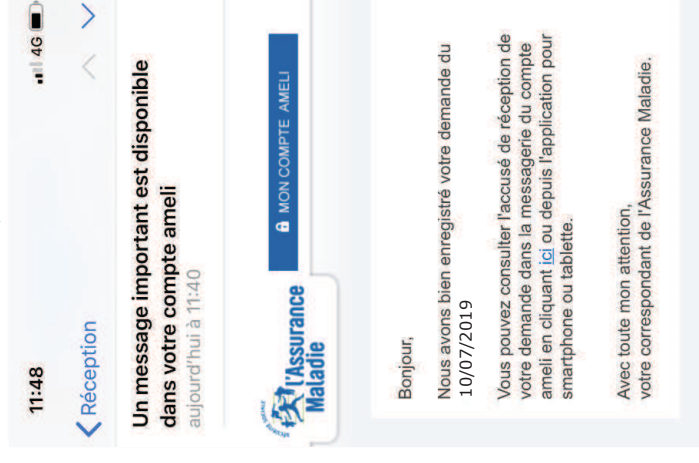 11:48
4G
Réception
Un message important est disponible
dans votre compte ameli
aujourd'hui à 11:40
l'Assurance
Maladie
MON COMPTE AMELI
Bonjour,
Nous avons bien enregistré votre demande du
10/07/2019
Vous pouvez consulter l'accusé de réception de
votre demande dans la messagerie du compte
ameli en cliquant ici ou depuis l'application pour
smartphone ou tablette.
Avec toute mon attention,
votre correspondant de l'Assurance Maladie.